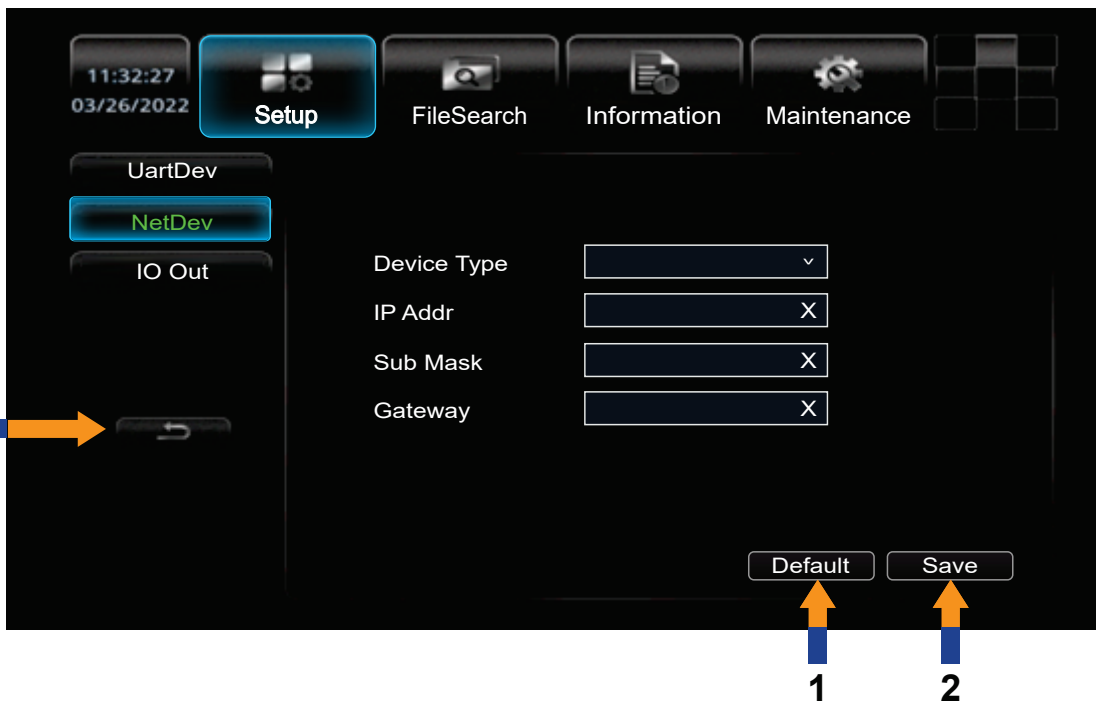 11:32:27
03/26/2022
Setup
FileSearch
Information
Maintenance
UartDev
NetDev
IO Out
Device Type
IP Addr X
Sub Mask X
Gateway X
Default
Save
1
2